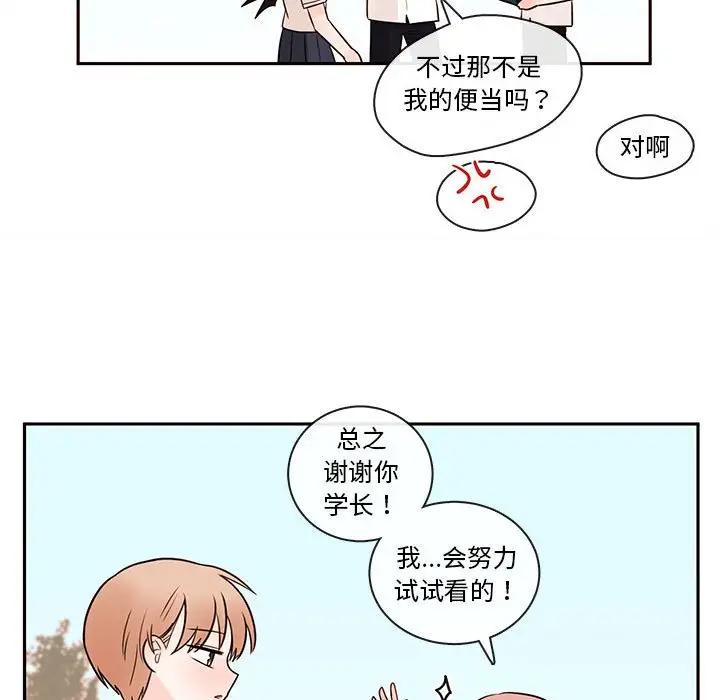 不过那不是
我的便当吗？
对啊
总之
谢谢你
学长！
我...会努力
试试看的！